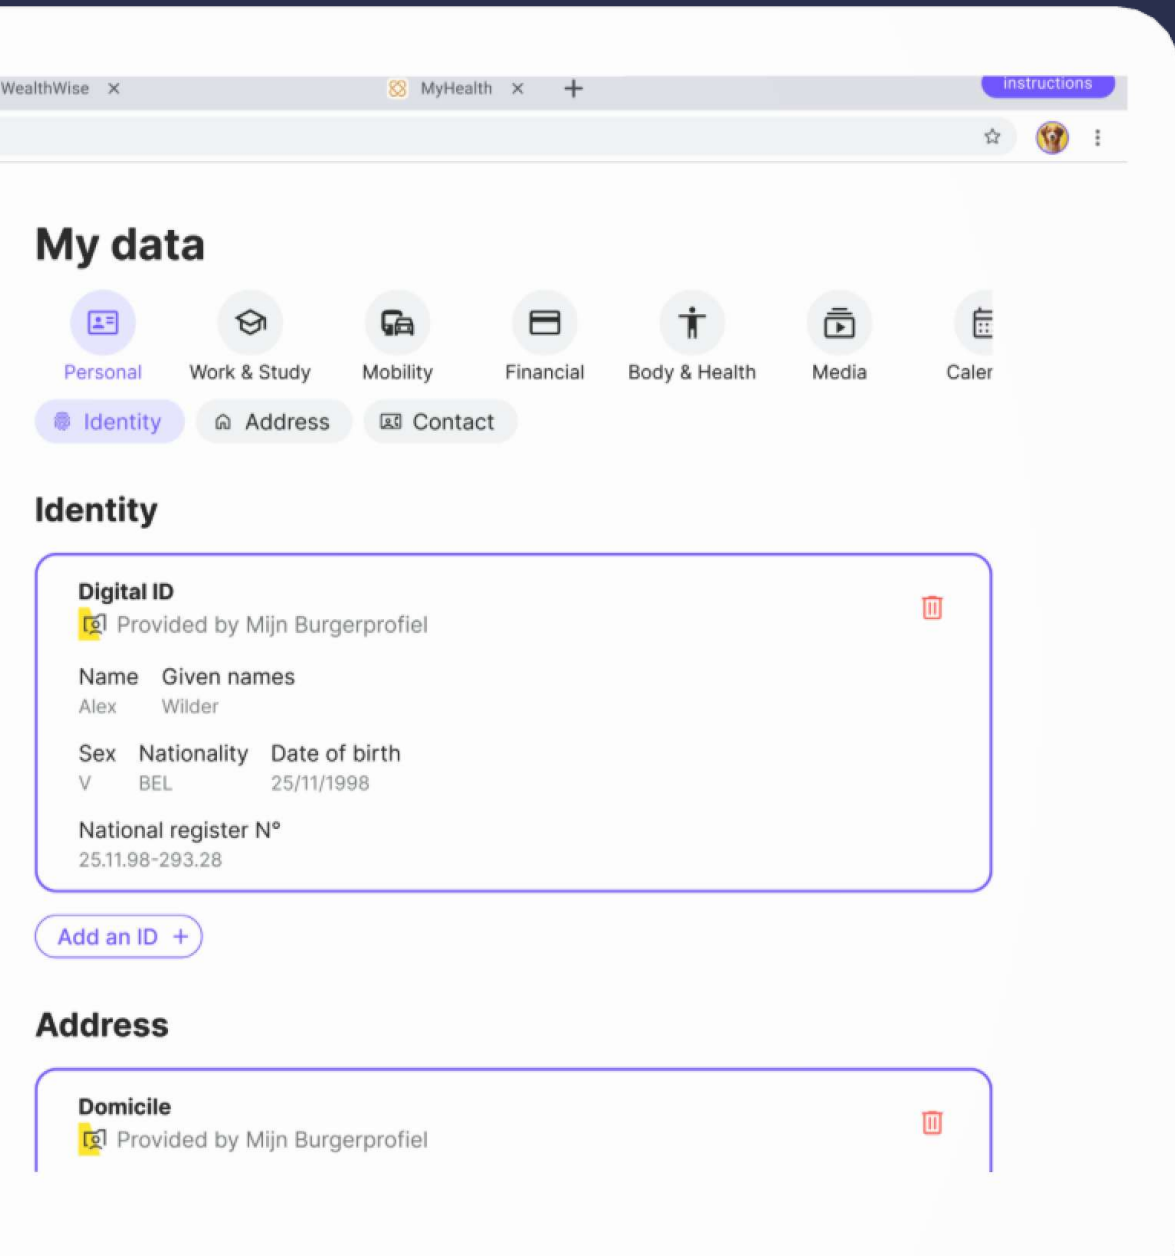 WealthWise
MyHealth
instructions
My data
Personal Work & Study Mobility Financial Body & Health Media Caler
Identity Address Contact
Identity
Digital ID
Provided by Mijn Burgerprofiel
Name Given names
Alex Wilder
Sex Nationality Date of birth
V BEL 25/11/1998
National register N°
25.11.98-293.28
Add an ID +
Address
Domicile
Provided by Mijn Burgerprofiel